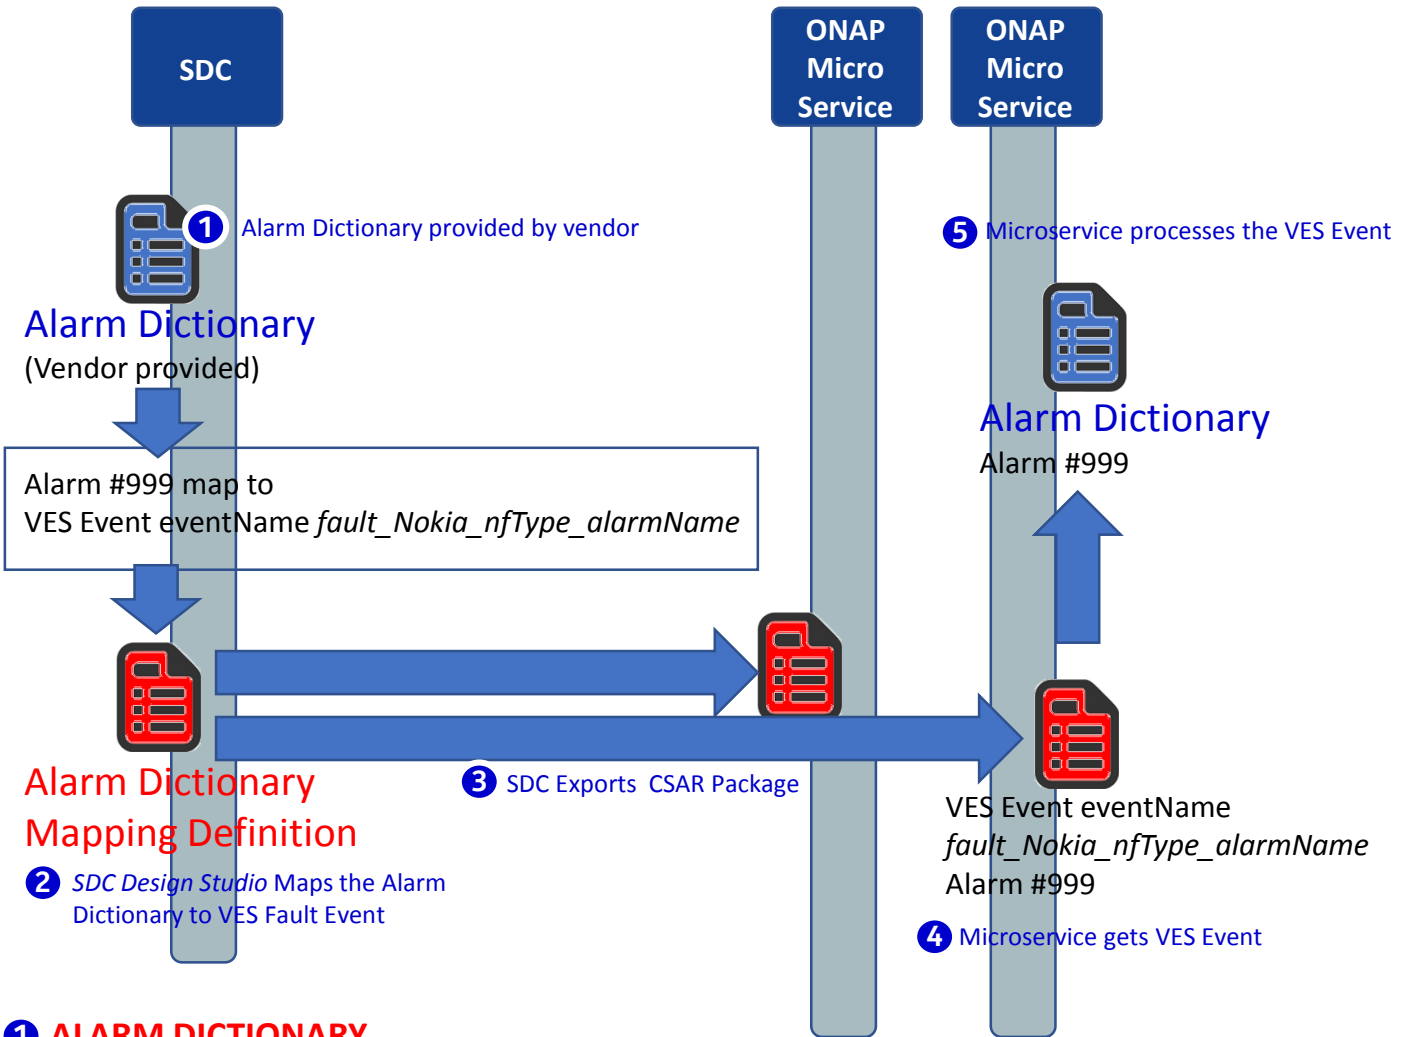 SDC
ONAP
Micro
Service
ONAP
Micro
Service
1 Alarm Dictionary provided by vendor
5 Microservice processes the VES Event
Alarm Dictionary
(Vendor provided)
Alarm Dictionary
Alarm #999
Alarm #999 map to
VES Event eventName fault_Nokia_nfType_alarmName
3 SDC Exports CSAR Package
Alarm Dictionary
Mapping Definition
2 SDC Design Studio Maps the Alarm
Dictionary to VES Fault Event
VES Event eventName
fault_Nokia_nfType_alarmName
Alarm #999
4 Microservice gets VES Event
1 ALARM DICTIONARY